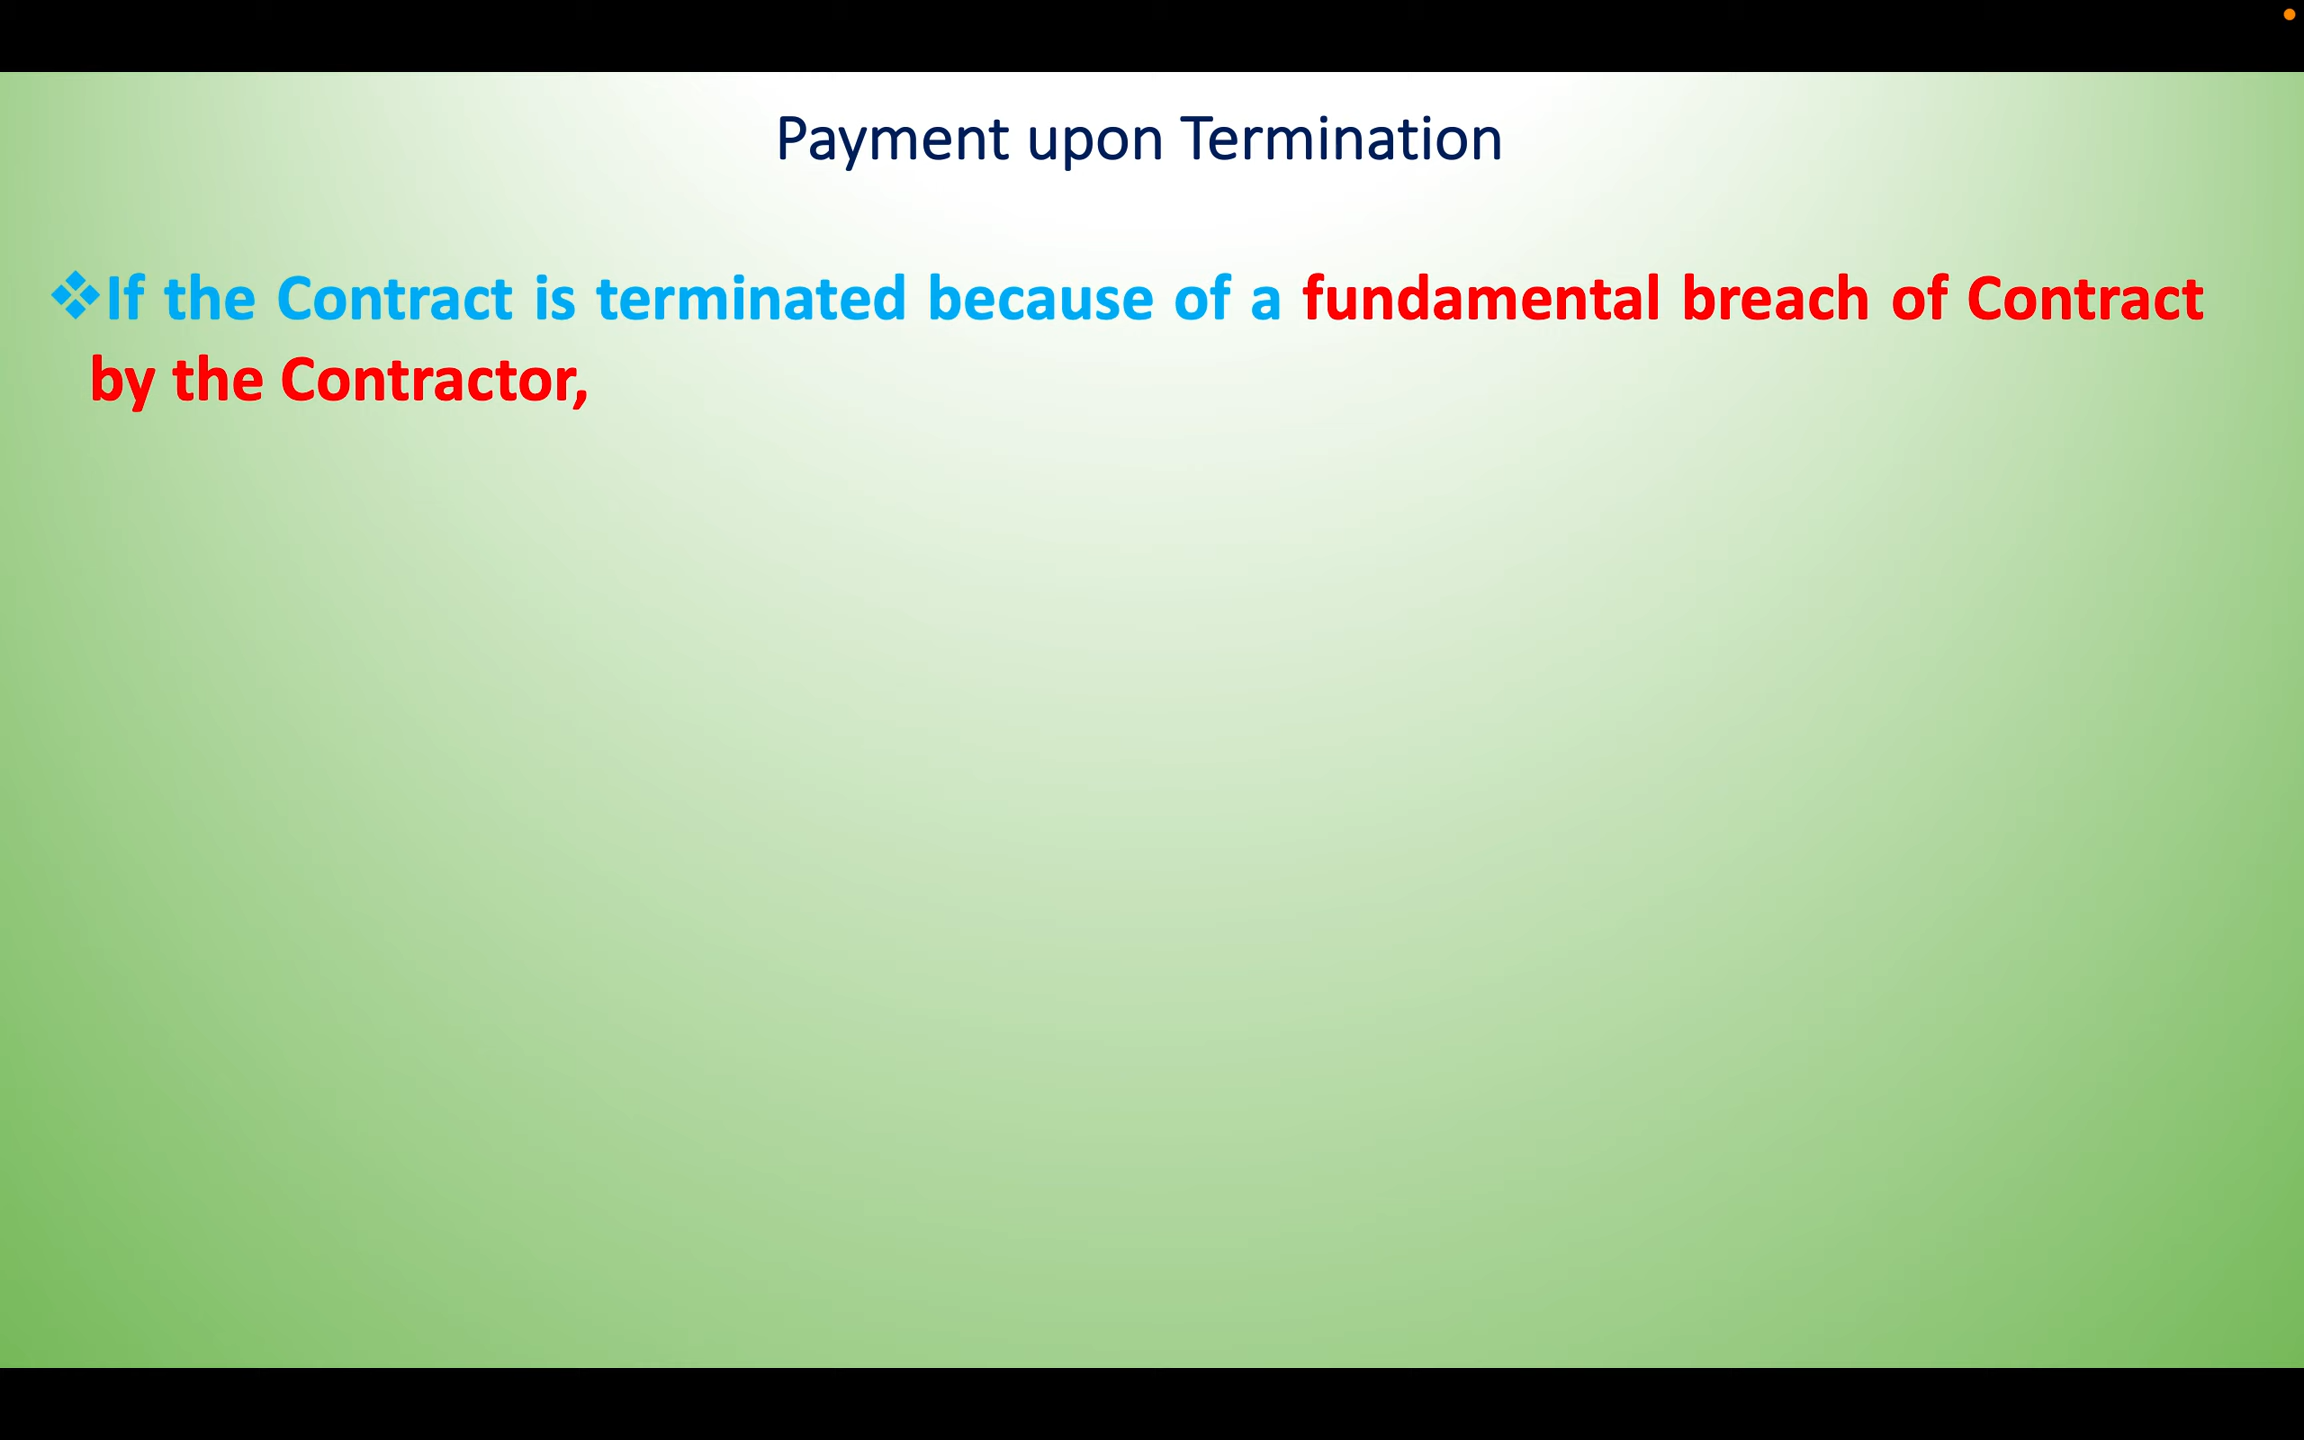 Payment upon Termination
❖If the Contract is terminated because of a fundamental breach of Contract
by the Contractor,